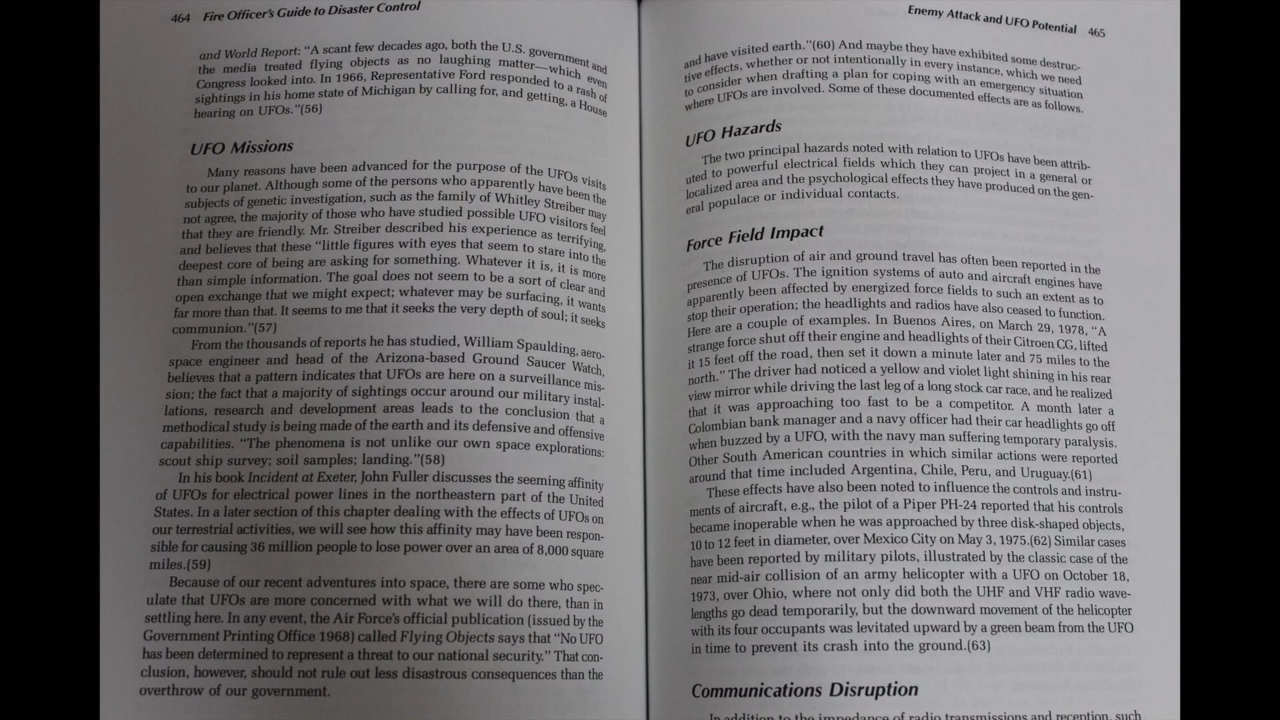 464 Fire Officer's Guide to Disaster Control
and World Report: "A scant few decades ago, both the U.S. government and
the media treated flying objects as no laughing matter—which even
Congress looked into. In 1966, Representative Ford responded to a rash of
sightings in his home state of Michigan by calling for, and getting, a House
hearing on UFOs."(56)
UFO Missions
Many reasons have been advanced for the purpose of the UFOs visits
to our planet. Although some of the persons who apparently have been the
subjects of genetic investigation, such as the family of Whitley Streiber may
not agree, the majority of those who have studied possible UFO visitors feel
that they are friendly. Mr. Streiber described his experience as terrifying,
and believes that these "little figures with eyes that seem to stare into the
deepest core of being are asking for something. Whatever it is, it is more
than simple information. The goal does not seem to be a sort of clear and
open exchange that we might expect; whatever may be surfacing, it wants
far more than that. It seems to me that it seeks the very depth of soul; it seeks
communion."(57)
From the thousands of reports he has studied, William Spaulding, aero-
space engineer and head of the Arizona-based Ground Saucer Watch,
believes that a pattern indicates that UFOs are here on a surveillance mis-
sion; the fact that a majority of sightings occur around our military instal-
lations, research and development areas leads to the conclusion that a
methodical study is being made of the earth and its defensive and offensive
capabilities. "The phenomena is not unlike our own space explorations:
scout ship survey; soil samples; landing."(58)
In his book Incident at Exeter, John Fuller discusses the seeming affinity
of UFOs for electrical power lines in the northeastern part of the United
States. In a later section of this chapter dealing with the effects of UFOs on
our terrestrial activities, we will see how this affinity may have been respon-
sible for causing 36 million people to lose power over an area of 8,000 square
miles.(59)
Because of our recent adventures into space, there are some who spec-
ulate that UFOs are more concerned with what we will do there, than in
settling here. In any event, the Air Force's official publication (issued by the
Government Printing Office 1968) called Flying Objects says that "No UFO
has been determined to represent a threat to our national security." That con-
clusion, however, should not rule out less disastrous consequences than the
overthrow of our government.
Enemy Attack and UFO Potential 465
and have visited earth."(60) And maybe they have exhibited some destruc-
tive effects, whether or not intentionally in every instance, which we need
to consider when drafting a plan for coping with an emergency situation
where UFOs are involved. Some of these documented effects are as follows.
UFO Hazards
The two principal hazards noted with relation to UFOs have been attrib-
uted to powerful electrical fields which they can project in a general or
localized area and the psychological effects they have produced on the gen-
eral populace or individual contacts.
Force Field Impact
The disruption of air and ground travel has often been reported in the
presence of UFOs. The ignition systems of auto and aircraft engines have
apparently been affected by energized force fields to such an extent as to
stop their operation; the headlights and radios have also ceased to function.
Here are a couple of examples. In Buenos Aires, on March 29, 1978, "A
strange force shut off their engine and headlights of their Citroen CG, lifted
it 15 feet off the road, then set it down a minute later and 75 miles to the
north." The driver had noticed a yellow and violet light shining in his rear
view mirror while driving the last leg of a long stock car race, and he realized
that it was approaching too fast to be a competitor. A month later a
Colombian bank manager and a navy officer had their car headlights go off
when buzzed by a UFO, with the navy man suffering temporary paralysis.
Other South American countries in which similar actions were reported
around that time included Argentina, Chile, Peru, and Uruguay.(61)
These effects have also been noted to influence the controls and instru-
ments of aircraft, e.g., the pilot of a Piper PH-24 reported that his controls
became inoperable when he was approached by three disk-shaped objects,
10 to 12 feet in diameter, over Mexico City on May 3, 1975.(62) Similar cases
have been reported by military pilots, illustrated by the classic case of the
near mid-air collision of an army helicopter with a UFO on October 18,
1973, over Ohio, where not only did both the UHF and VHF radio wave-
lengths go dead temporarily, but the downward movement of the helicopter
with its four occupants was levitated upward by a green beam from the UFO
in time to prevent its crash into the ground.(63)
Communications Disruption
In addition to the impedance of radio transmissions and reception, such